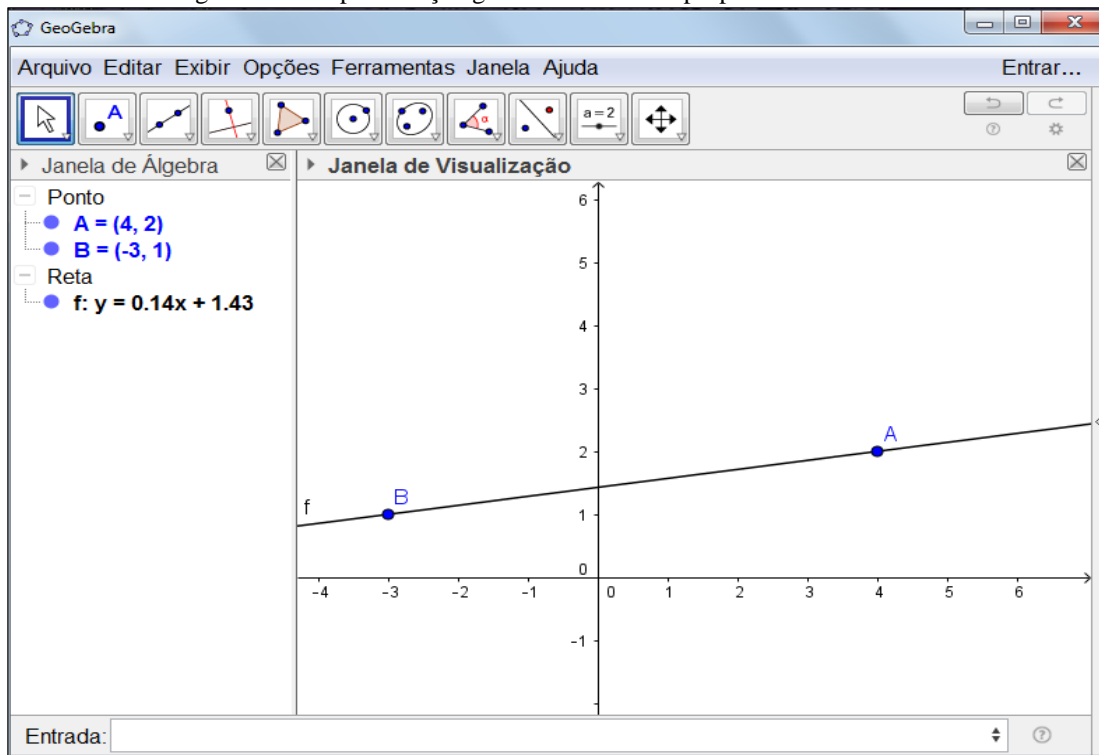 GeoGebra
Arquivo Editar Exibir Opções Ferramentas Janela Ajuda
Entrar...
A
α
a = 2
Janela de Álgebra
Janela de Visualização
Ponto
A = (4, 2)
B = (-3, 1)
Reta
f: y = 0.14x + 1.43
6
5
4
3
2
1
0
-1
A
B
f
-4 -3 -2 -1 0 1 2 3 4 5 6
Entrada: